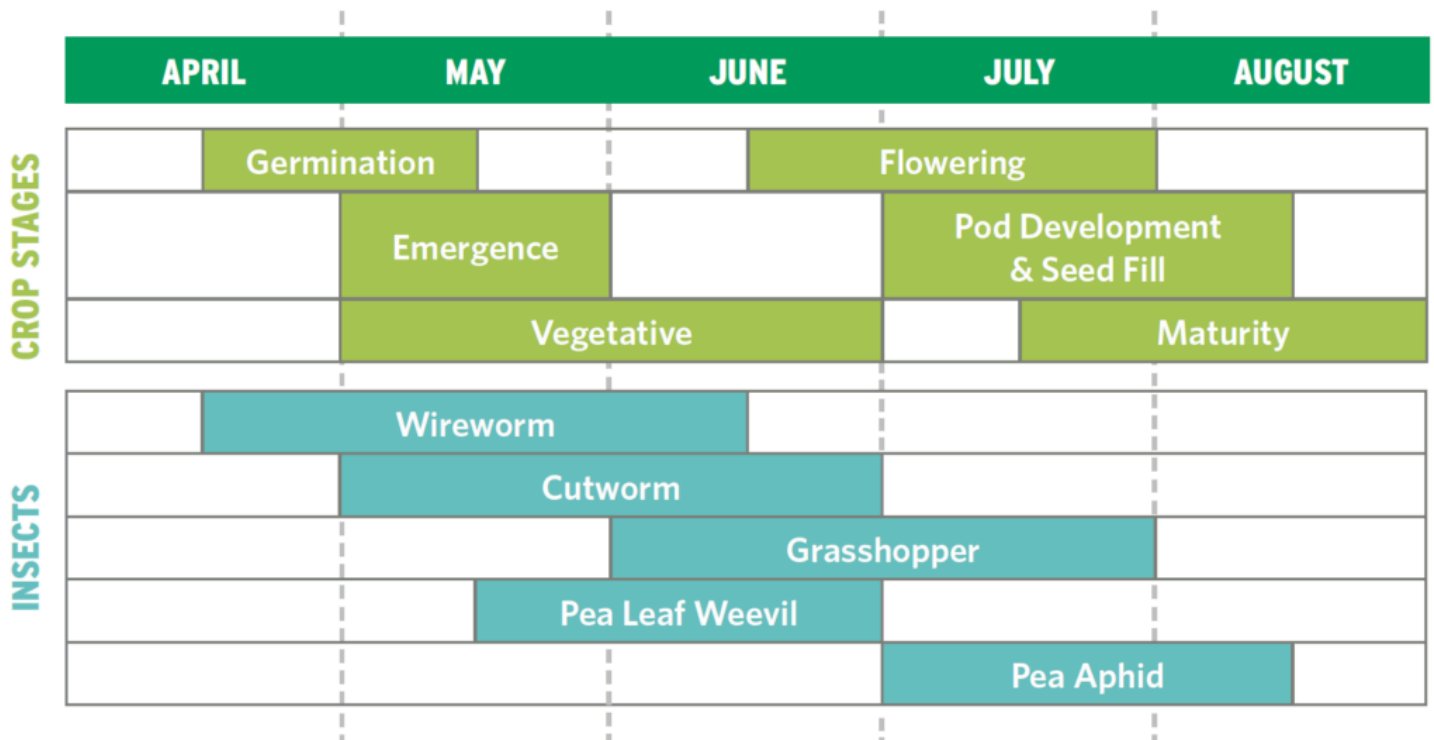 APRIL MAY JUNE JULY AUGUST
CROP STAGES
Germination Flowering
Emergence Pod Development
& Seed Fill
Vegetative Maturity
INSECTS
Wireworm
Cutworm
Grasshopper
Pea Leaf Weevil
Pea Aphid